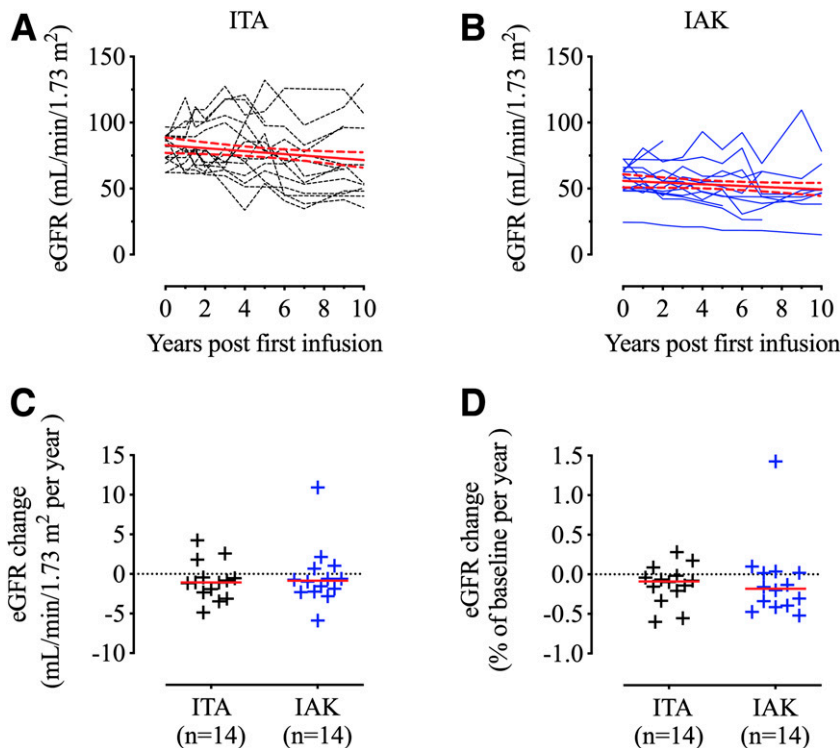 A
ITA
eGFR (mL/min/1.73 m²)
150
100
50
0
0 2 4 6 8 10
Years post first infusion
B
IAK
eGFR (mL/min/1.73 m²)
150
100
50
0
0 2 4 6 8 10
Years post first infusion
C
eGFR change
(mL/min/1.73 m² per year )
15
10
5
0
-5
-10
ITA IAK
(n=14) (n=14)
D
eGFR change
(% of baseline per year )
1.5
1.0
0.5
0.0
-0.5
-1.0
ITA IAK
(n=14) (n=14)